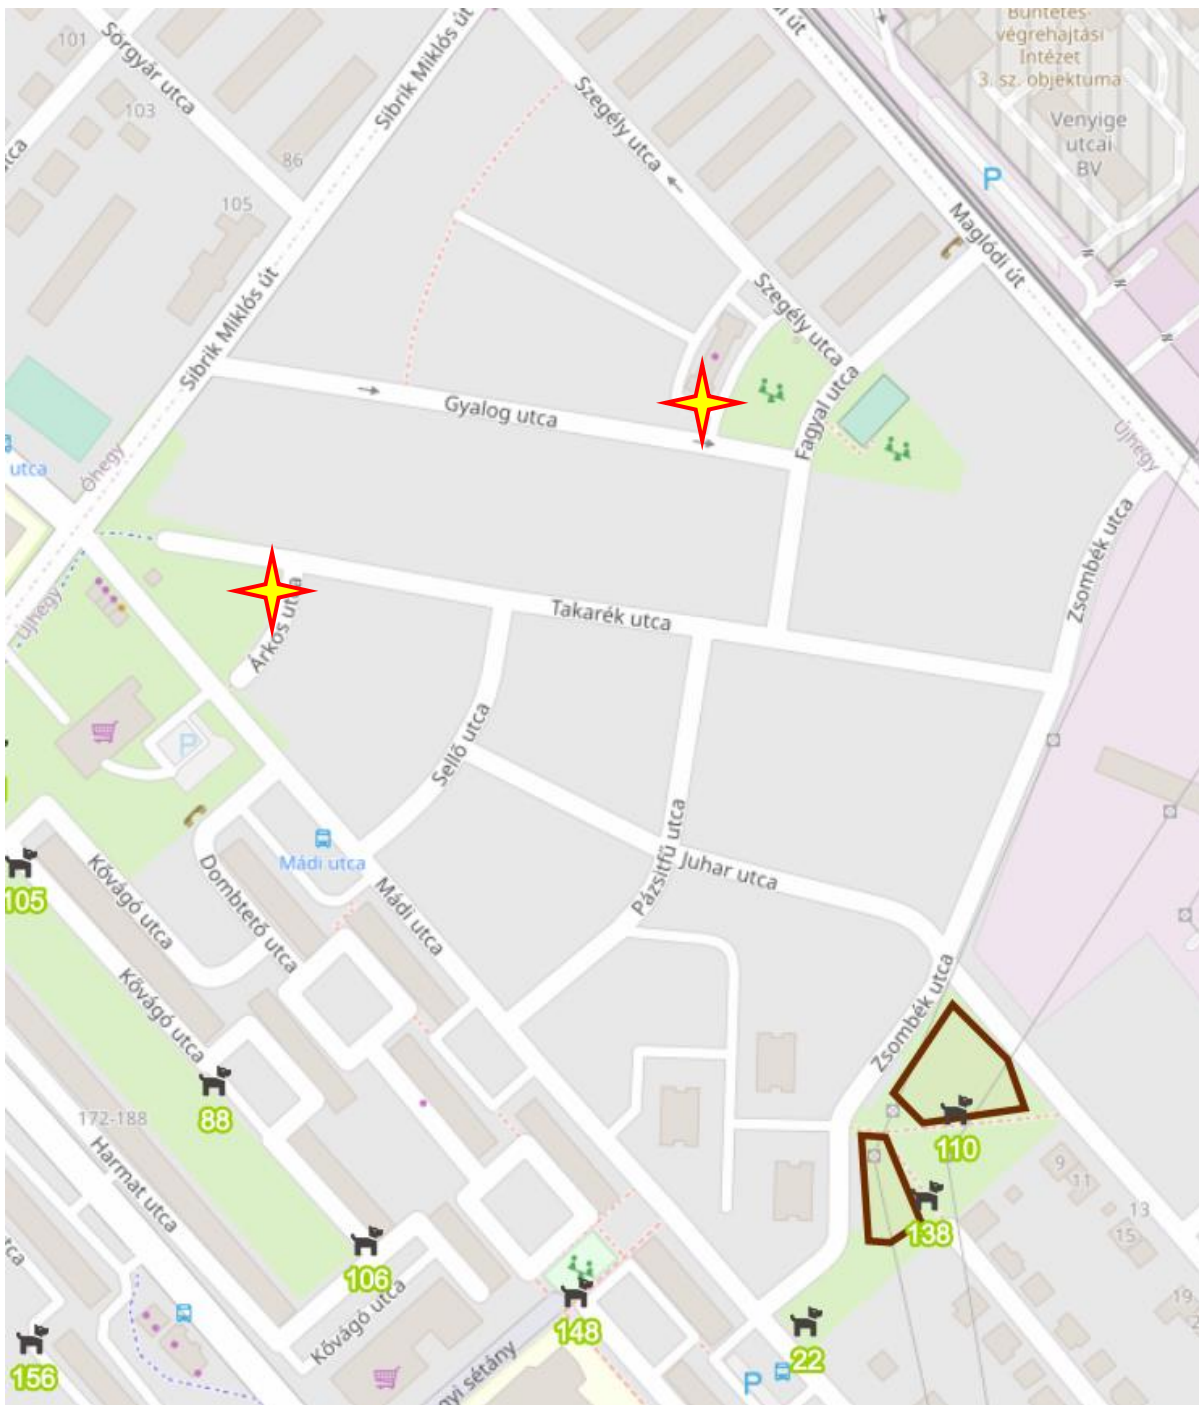 Büntetés-
végrehajtási
Intézet
3. sz. objektuma
Venyige
utcai
BV
101
Sörgyár utca
103
86
105
Sibrik Miklós út
Szegély utca
P
Maglódi út
Sibrik Miklós út
Szegély utca
Gyalog utca
Fagyal utca
utca
Óhegy
Újhegy
Zsombék utca
Újhegy
Takarék utca
Árkos
P
Sellő utca
Mádi utca
Pázsitfű utca
Juhar utca
Dombtető utca
Kővágó utca
Mádi utca
105
Kővágó utca
Zsombék utca
88
172-188
Harmat utca
110
9
11
13
15
138
19
106
Kővágó utca
148
22
P
156
sétány